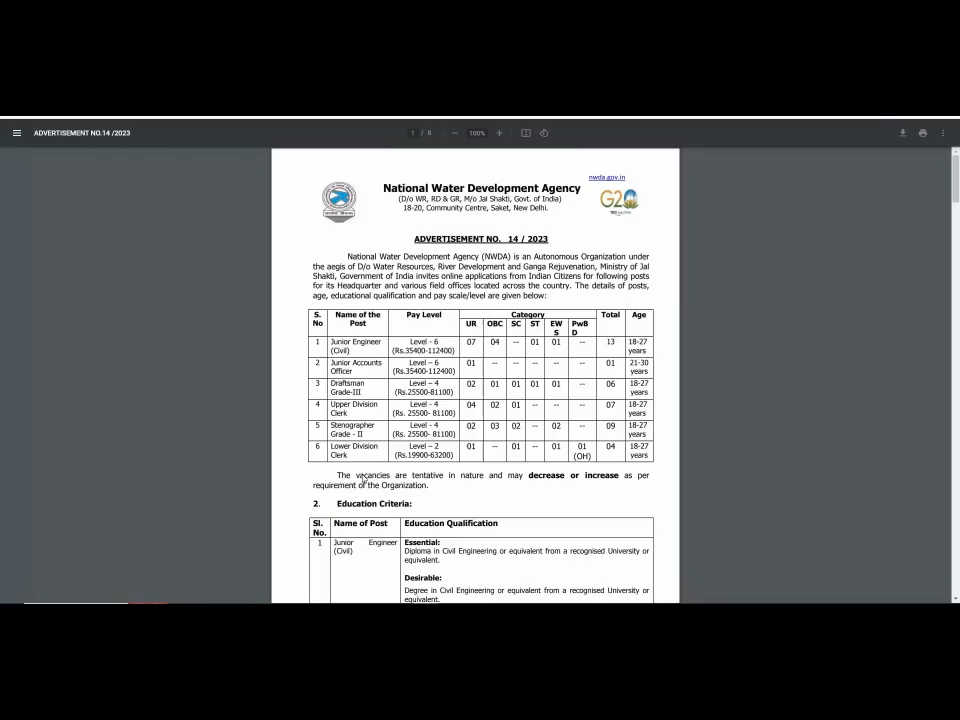 ADVERTISEMENT NO.14 /2023
1 / 8
100%
nwda.gov.in
National Water Development Agency
(D/o WR, RD & GR, M/o Jal Shakti, Govt. of India)
18-20, Community Centre, Saket, New Delhi.
G20
ADVERTISEMENT NO. 14 / 2023
National Water Development Agency (NWDA) is an Autonomous Organization under
the aegis of D/o Water Resources, River Development and Ganga Rejuvenation, Ministry of Jal
Shakti, Government of India invites online applications from Indian Citizens for following posts
for its Headquarter and various field offices located across the country. The details of posts,
age, educational qualification and pay scale/level are given below:
S. No Name of the Post Pay Level Category Total Age
UR OBC SC ST EWS PwBD
1 Junior Engineer (Civil) Level - 6 (Rs.35400-112400) 07 04 -- 01 01 -- 13 18-27 years
2 Junior Accounts Officer Level – 6 (Rs.35400-112400) 01 -- -- -- -- -- 01 21-30 years
3 Draftsman Grade-III Level – 4 (Rs.25500-81100) 02 01 01 01 01 -- 06 18-27 years
4 Upper Division Clerk Level - 4 (Rs. 25500- 81100) 04 02 01 -- -- -- 07 18-27 years
5 Stenographer Grade - II Level - 4 (Rs. 25500- 81100) 02 03 02 -- 02 -- 09 18-27 years
6 Lower Division Clerk Level – 2 (Rs.19900-63200) 01 -- 01 -- 01 01 (OH) 04 18-27 years
The vacancies are tentative in nature and may decrease or increase as per
requirement of the Organization.
2. Education Criteria:
Sl. No. Name of Post Education Qualification
1 Junior Engineer (Civil) Essential:
Diploma in Civil Engineering or equivalent from a recognised University or
equivalent.
Desirable:
Degree in Civil Engineering or equivalent from a recognised University or
equivalent.